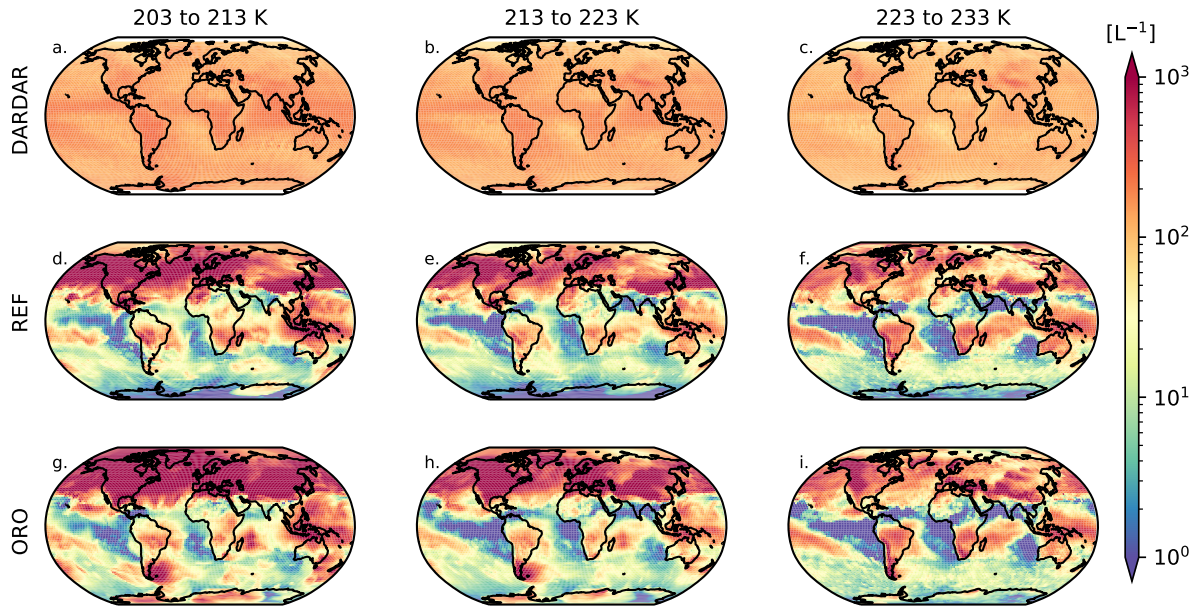 203 to 213 K
213 to 223 K
223 to 233 K
[L⁻¹]
DARDAR
a.
b.
c.
10³
10²
REF
d.
e.
f.
10¹
ORO
g.
h.
i.
10⁰